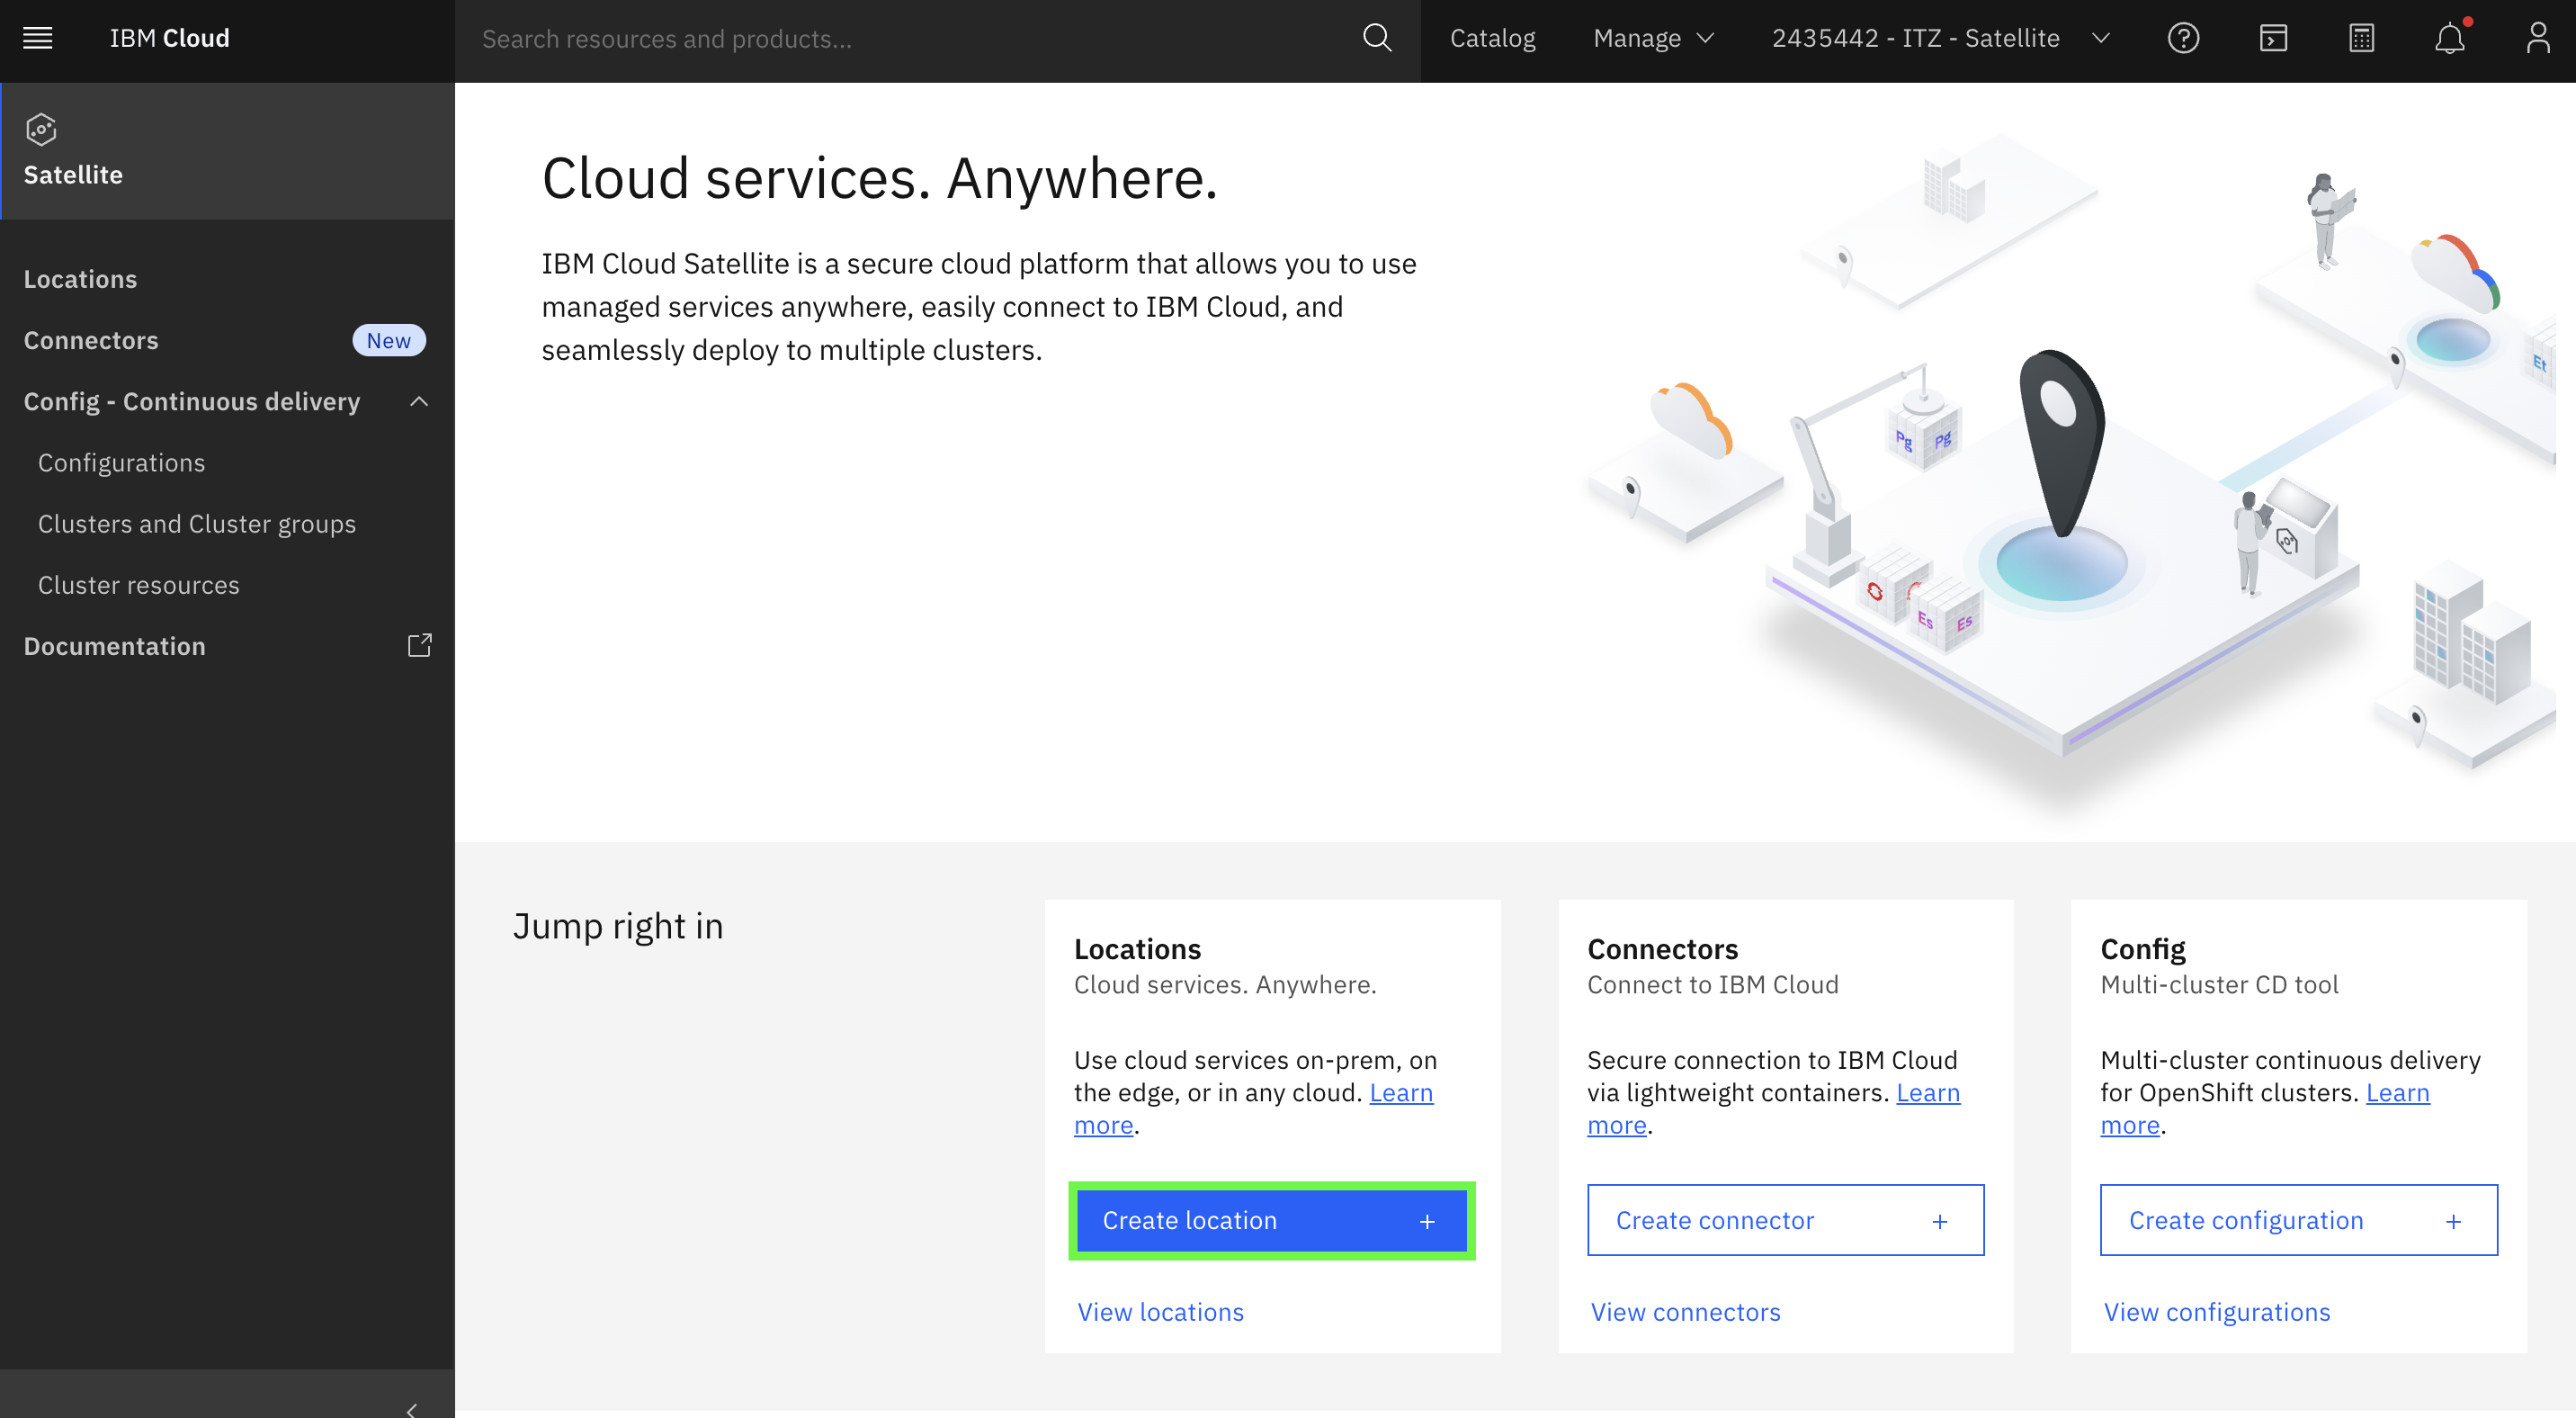 IBM Cloud
Search resources and products...
Catalog
Manage
2435442 - ITZ - Satellite
Satellite
Locations
Connectors
New
Config - Continuous delivery
Configurations
Clusters and Cluster groups
Cluster resources
Documentation
Cloud services. Anywhere.
IBM Cloud Satellite is a secure cloud platform that allows you to use
managed services anywhere, easily connect to IBM Cloud, and
seamlessly deploy to multiple clusters.
Et
Pg Pg
Es Es
Jump right in
Locations
Cloud services. Anywhere.
Use cloud services on-prem, on
the edge, or in any cloud. Learn
more.
Create location +
View locations
Connectors
Connect to IBM Cloud
Secure connection to IBM Cloud
via lightweight containers. Learn
more.
Create connector +
View connectors
Config
Multi-cluster CD tool
Multi-cluster continuous delivery
for OpenShift clusters. Learn
more.
Create configuration +
View configurations